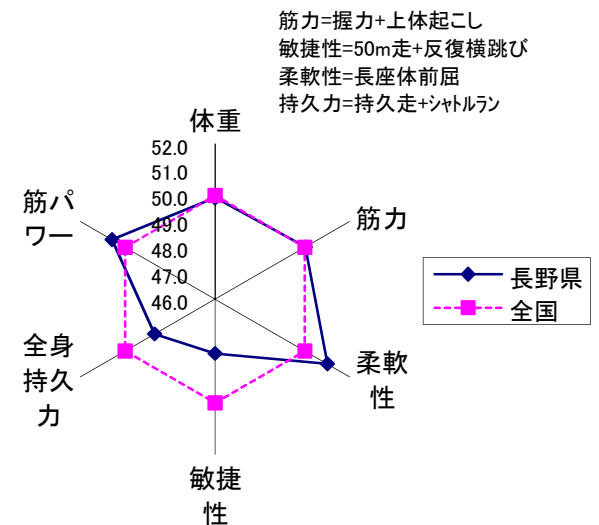 筋力=握力+上体起こし
敏捷性=50m走+反復横跳び
柔軟性=長座体前屈
持久力=持久走+シャトルラン
体重
52.0
51.0
50.0
49.0
48.0
47.0
46.0
筋パ
ワー
筋力
長野県
全国
全身
持久
力
柔軟
性
敏捷
性